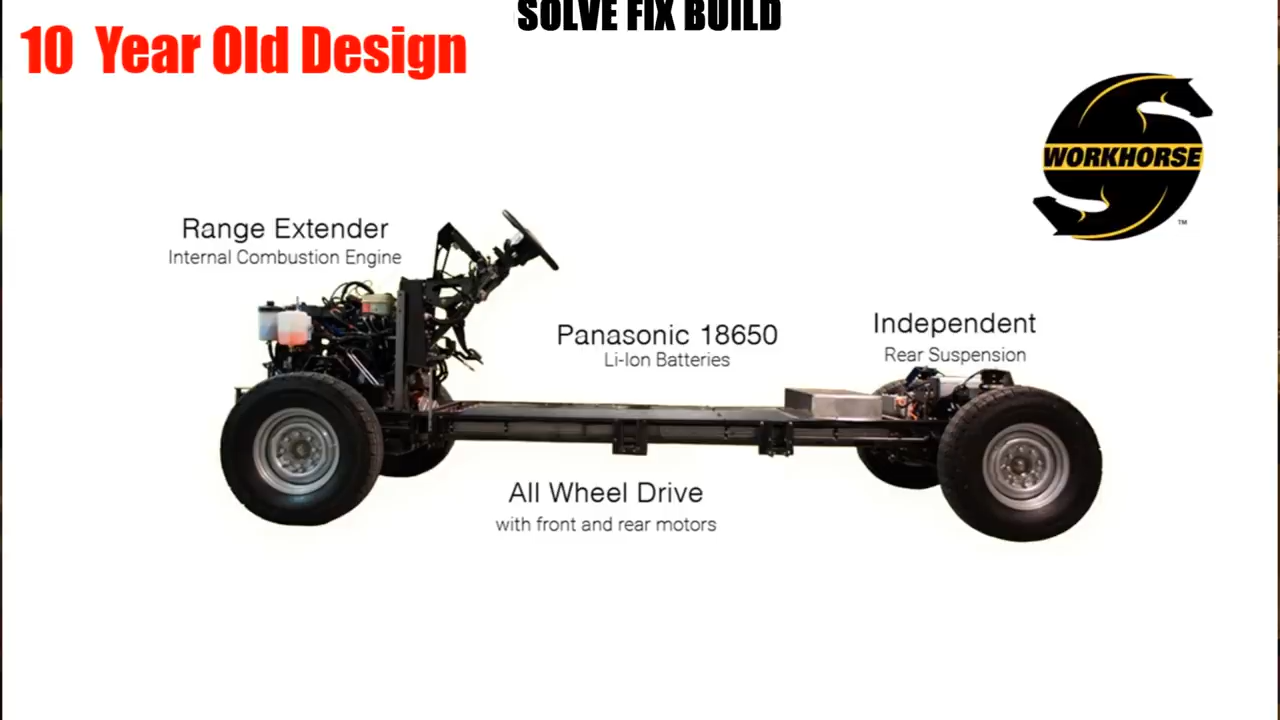 SOLVE FIX BUILD
10 Year Old Design
WORKHORSE
TM
Range Extender
Internal Combustion Engine
Panasonic 18650
Li-Ion Batteries
Independent
Rear Suspension
All Wheel Drive
with front and rear motors